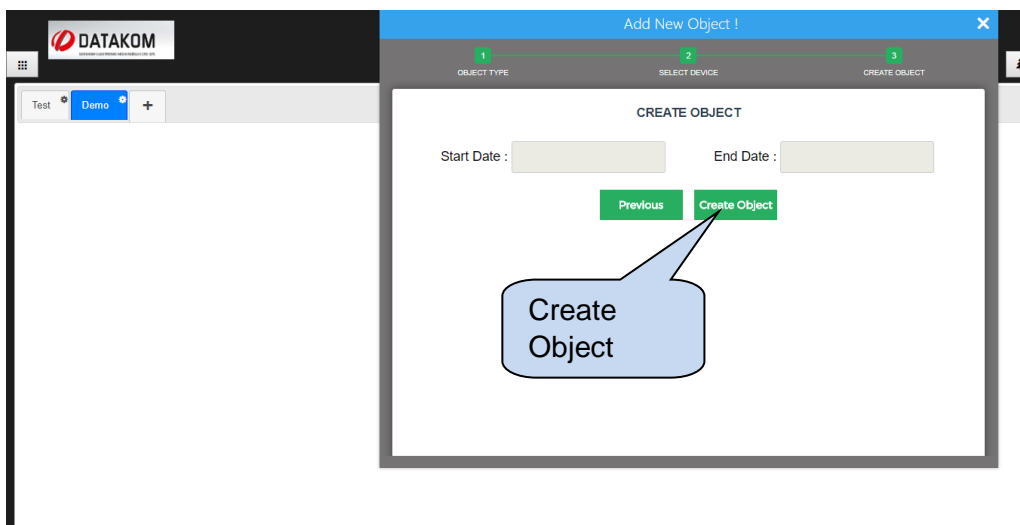 Add New Object !
DATAKOM
1
2
3
OBJECT TYPE
SELECT DEVICE
CREATE OBJECT
Test
Demo
CREATE OBJECT
Start Date :
End Date :
Previous
Create Object
Create
Object